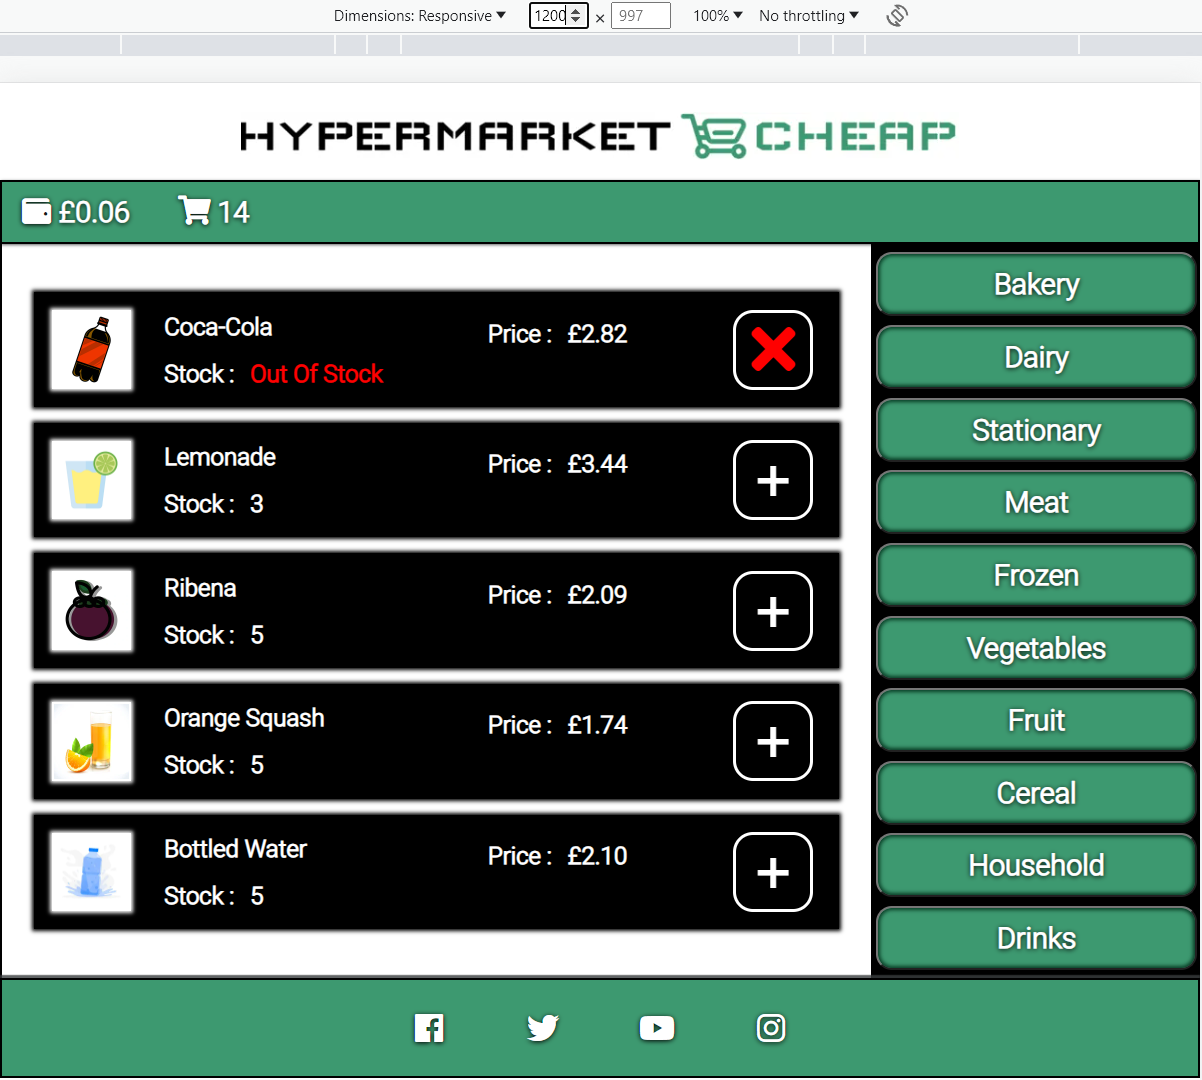 Dimensions: Responsive 1200 × 997 100% No throttling
HYPERMARKET CHEAP
£0.06 14
Coca-Cola
Price : £2.82
Stock : Out Of Stock
Lemonade
Price : £3.44
Stock : 3
Ribena
Price : £2.09
Stock : 5
Orange Squash
Price : £1.74
Stock : 5
Bottled Water
Price : £2.10
Stock : 5
Bakery
Dairy
Stationary
Meat
Frozen
Vegetables
Fruit
Cereal
Household
Drinks